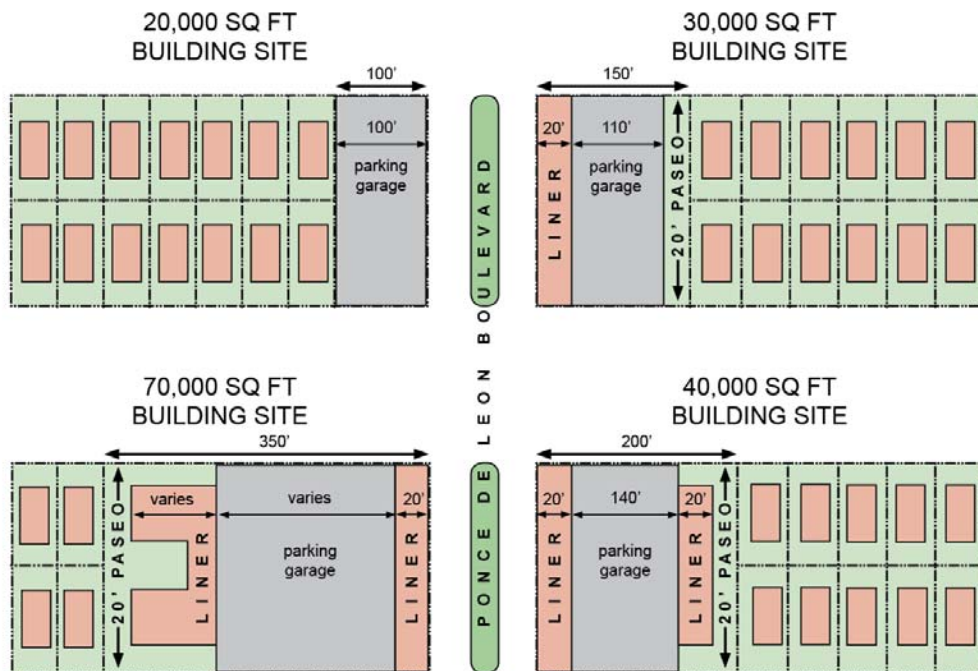 20,000 SQ FT
BUILDING SITE
100’
100’
parking
garage
30,000 SQ FT
BUILDING SITE
150’
20’
110’
LINER
parking
garage
20’ PASEO
PONCE DE LEON BOULEVARD
70,000 SQ FT
BUILDING SITE
350’
20’ PASEO
varies
LINER
varies
parking
garage
20’
LINER
40,000 SQ FT
BUILDING SITE
200’
20’
LINER
140’
parking
garage
20’
LINER
20’ PASEO